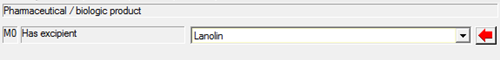 Pharmaceutical / biologic product
M0 Has excipient Lanolin